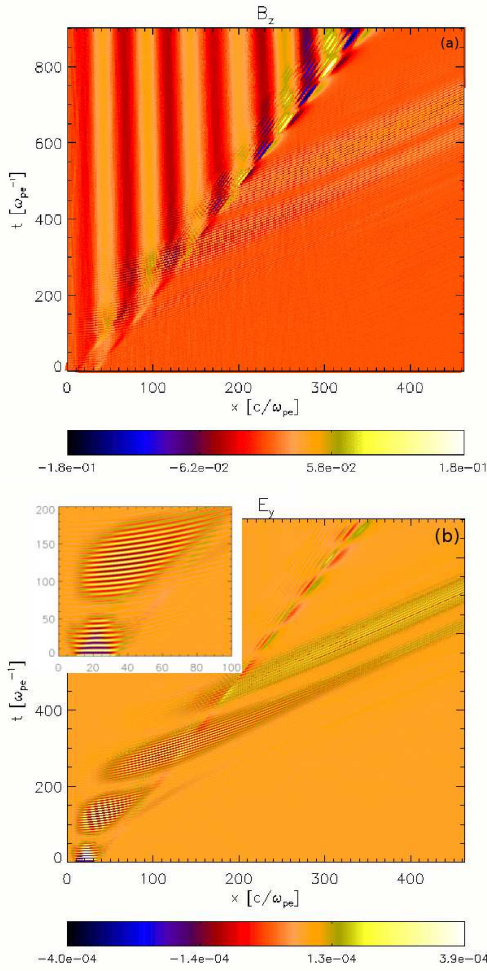 B_z
(a)
800
600
400
200
0
t [ω_pe^-1]
0 100 200 300 400
x [c/ω_pe]
-1.8e-01 -6.2e-02 5.8e-02 1.8e-01
E_y
(b)
200
150
100
50
0
0 20 40 60 80 100
400
200
0
t [ω_pe^-1]
0 100 200 300 400
x [c/ω_pe]
-4.0e-04 -1.4e-04 1.3e-04 3.9e-04